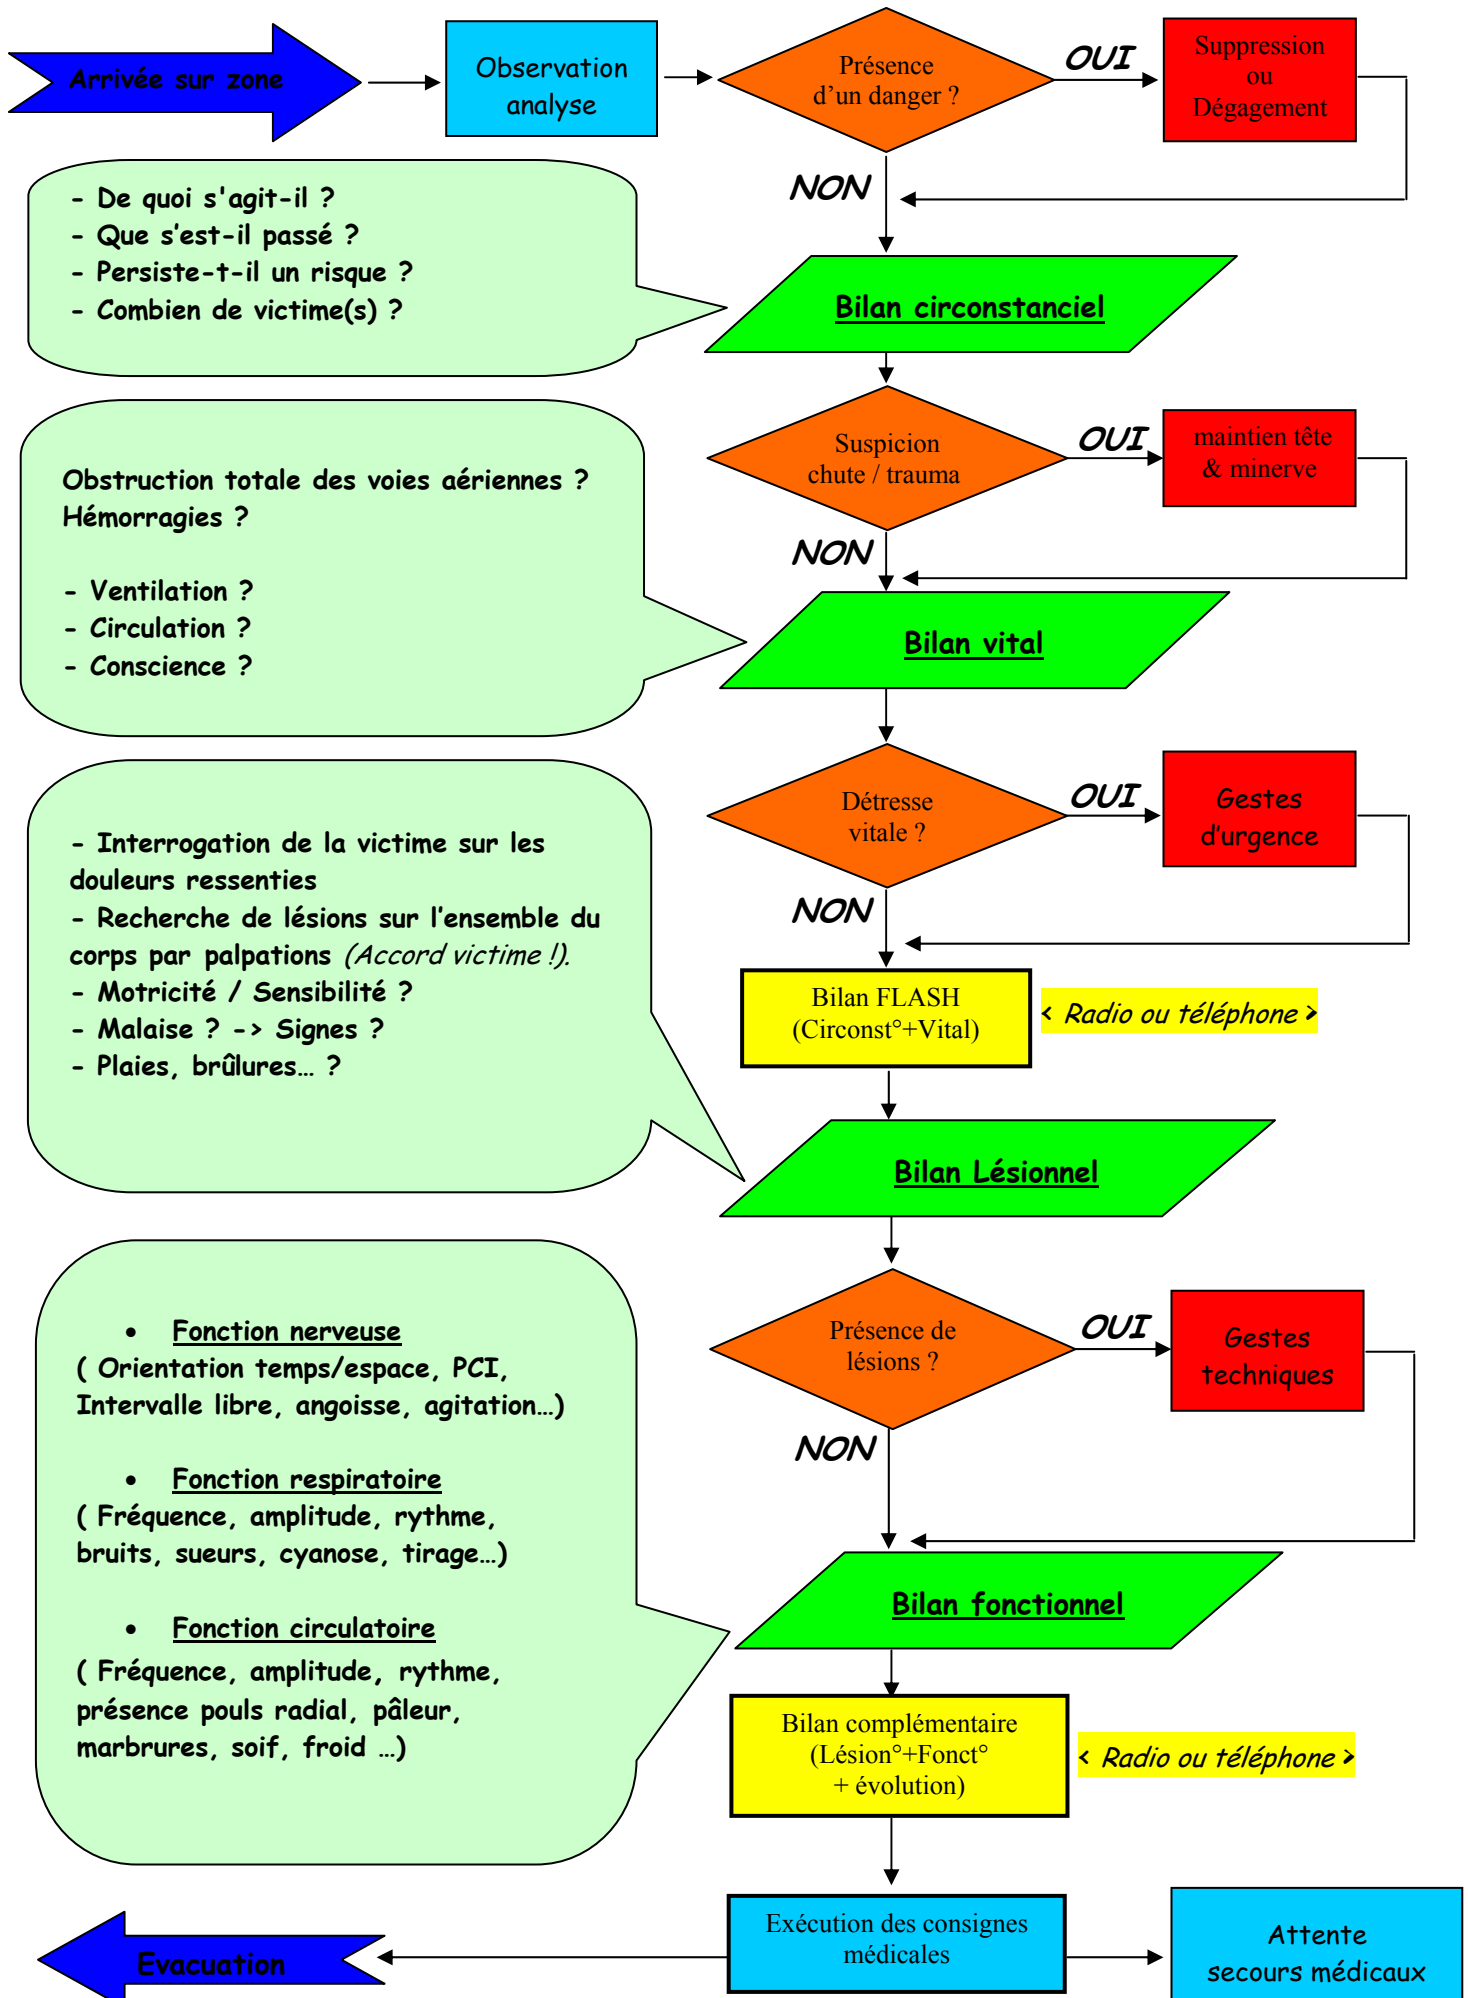 Arrivée sur zone
Observation
analyse
Présence
d'un danger ?
OUI
Suppression
ou
Dégagement
NON
- De quoi s'agit-il ?
- Que s'est-il passé ?
- Persiste-t-il un risque ?
- Combien de victime(s) ?
Bilan circonstanciel
Suspicion
chute / trauma
OUI
maintien tête
& minerve
NON
Obstruction totale des voies aériennes ?
Hémorragies ?
- Ventilation ?
- Circulation ?
- Conscience ?
Bilan vital
Détresse
vitale ?
OUI
Gestes
d'urgence
NON
- Interrogation de la victime sur les
douleurs ressenties
- Recherche de lésions sur l'ensemble du
corps par palpations (Accord victime !).
- Motricité / Sensibilité ?
- Malaise ? -> Signes ?
- Plaies, brûlures… ?
Bilan FLASH
(Circonst°+Vital)
< Radio ou téléphone >
Bilan Lésionnel
Présence de
lésions ?
OUI
Gestes
techniques
NON
• Fonction nerveuse
( Orientation temps/espace, PCI,
Intervalle libre, angoisse, agitation…)
• Fonction respiratoire
( Fréquence, amplitude, rythme,
bruits, sueurs, cyanose, tirage…)
• Fonction circulatoire
( Fréquence, amplitude, rythme,
présence pouls radial, pâleur,
marbrures, soif, froid …)
Bilan fonctionnel
Bilan complémentaire
(Lésion°+Fonct°
+ évolution)
< Radio ou téléphone >
Exécution des consignes
médicales
Attente
secours médicaux
Evacuation